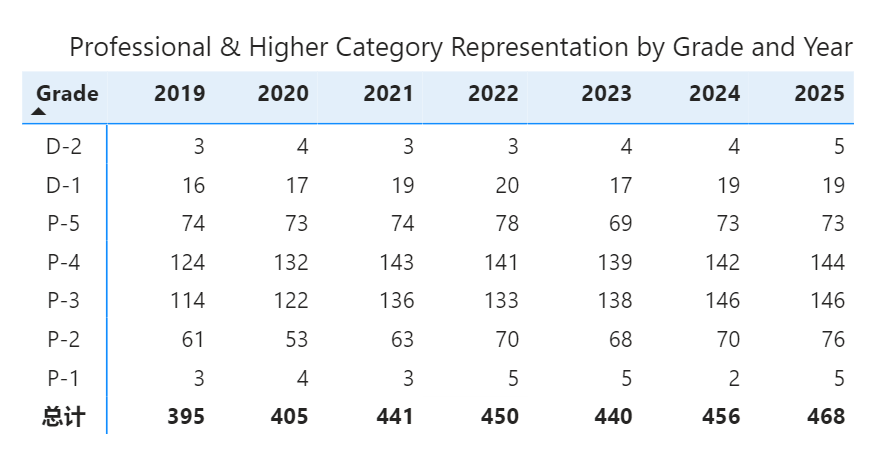 Professional & Higher Category Representation by Grade and Year
Grade 2019 2020 2021 2022 2023 2024 2025
D-2 3 4 3 3 4 4 5
D-1 16 17 19 20 17 19 19
P-5 74 73 74 78 69 73 73
P-4 124 132 143 141 139 142 144
P-3 114 122 136 133 138 146 146
P-2 61 53 63 70 68 70 76
P-1 3 4 3 5 5 2 5
总计 395 405 441 450 440 456 468